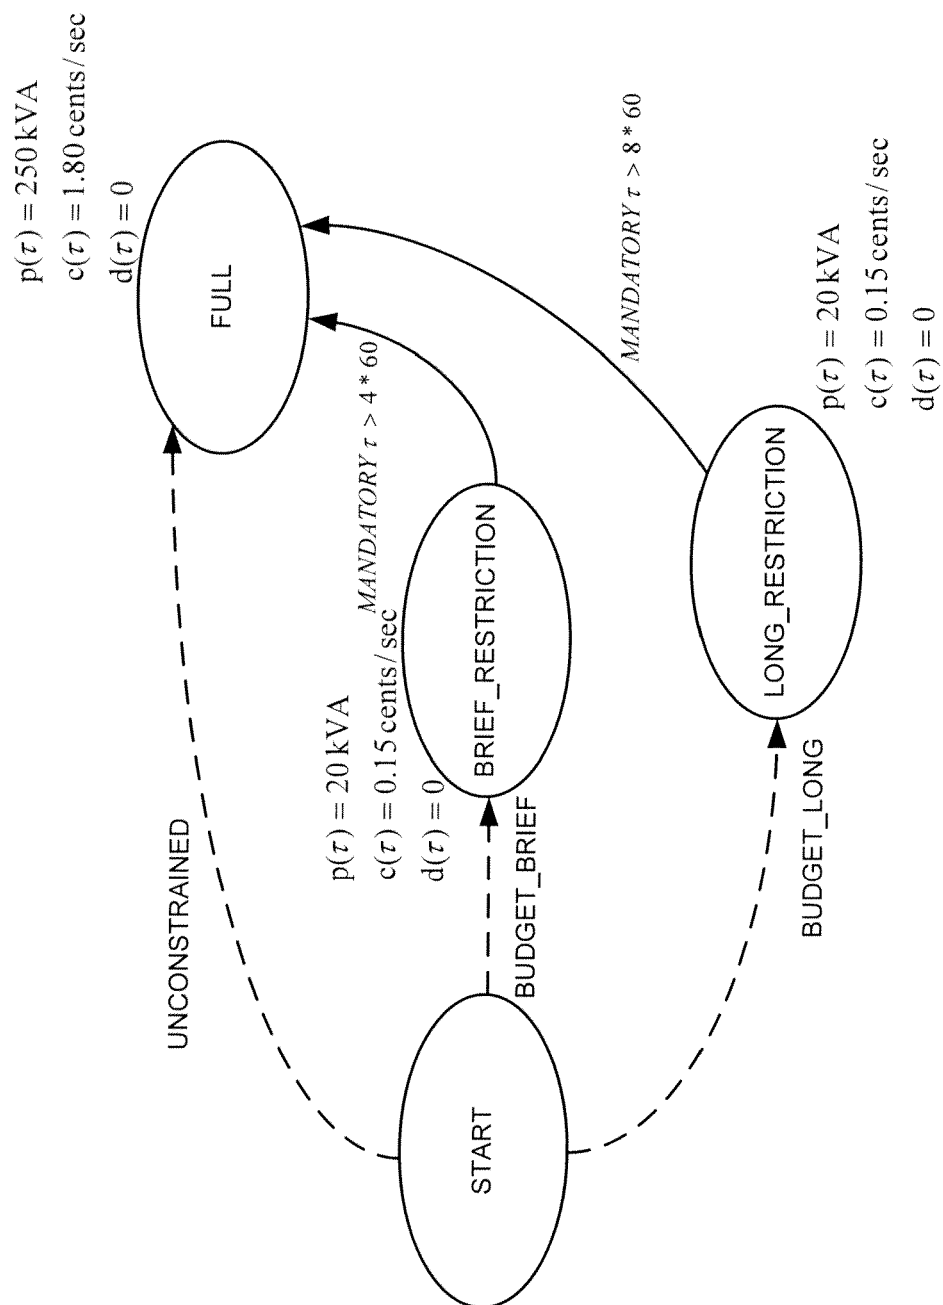 p(τ) = 250 kVA
c(τ) = 1.80 cents/sec
d(τ) = 0
FULL
UNCONSTRAINED
MANDATORY τ > 4*60
MANDATORY τ > 8*60
p(τ) = 20 kVA
c(τ) = 0.15 cents/sec
d(τ) = 0
BRIEF_RESTRICTION
BUDGET_BRIEF
START
LONG_RESTRICTION
p(τ) = 20 kVA
c(τ) = 0.15 cents/sec
d(τ) = 0
BUDGET_LONG